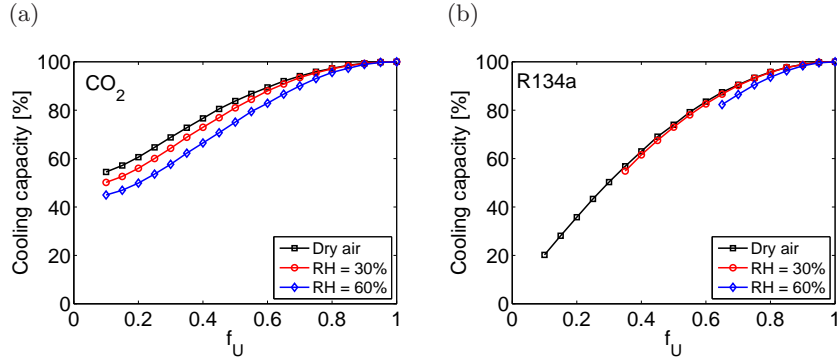 (a)
CO2
Cooling capacity [%]
100
80
60
40
20
0
0
0.2
0.4
0.6
0.8
1
f_U
Dry air
RH = 30%
RH = 60%
(b)
R134a
Cooling capacity [%]
100
80
60
40
20
0
0
0.2
0.4
0.6
0.8
1
f_U
Dry air
RH = 30%
RH = 60%